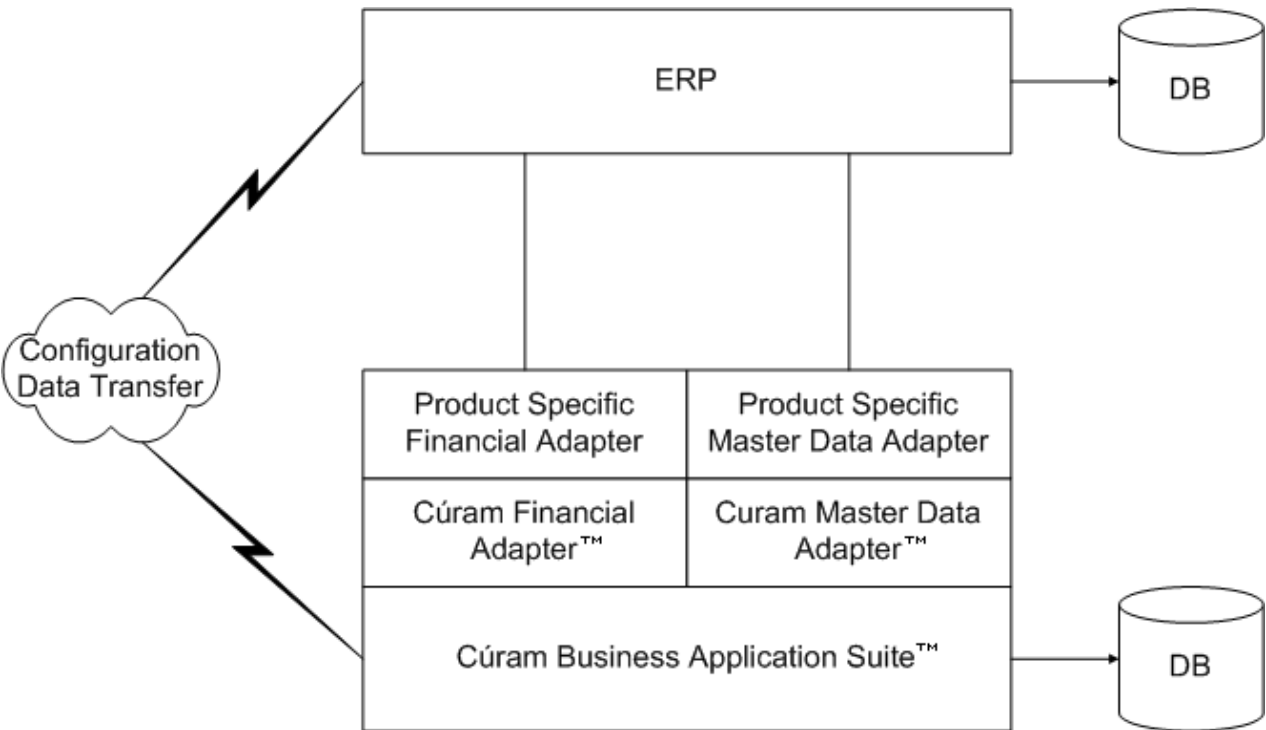 ERP
DB
Configuration
Data Transfer
Product Specific
Financial Adapter
Product Specific
Master Data Adapter
Cúram Financial
Adapter™
Curam Master Data
Adapter™
Cúram Business Application Suite™
DB